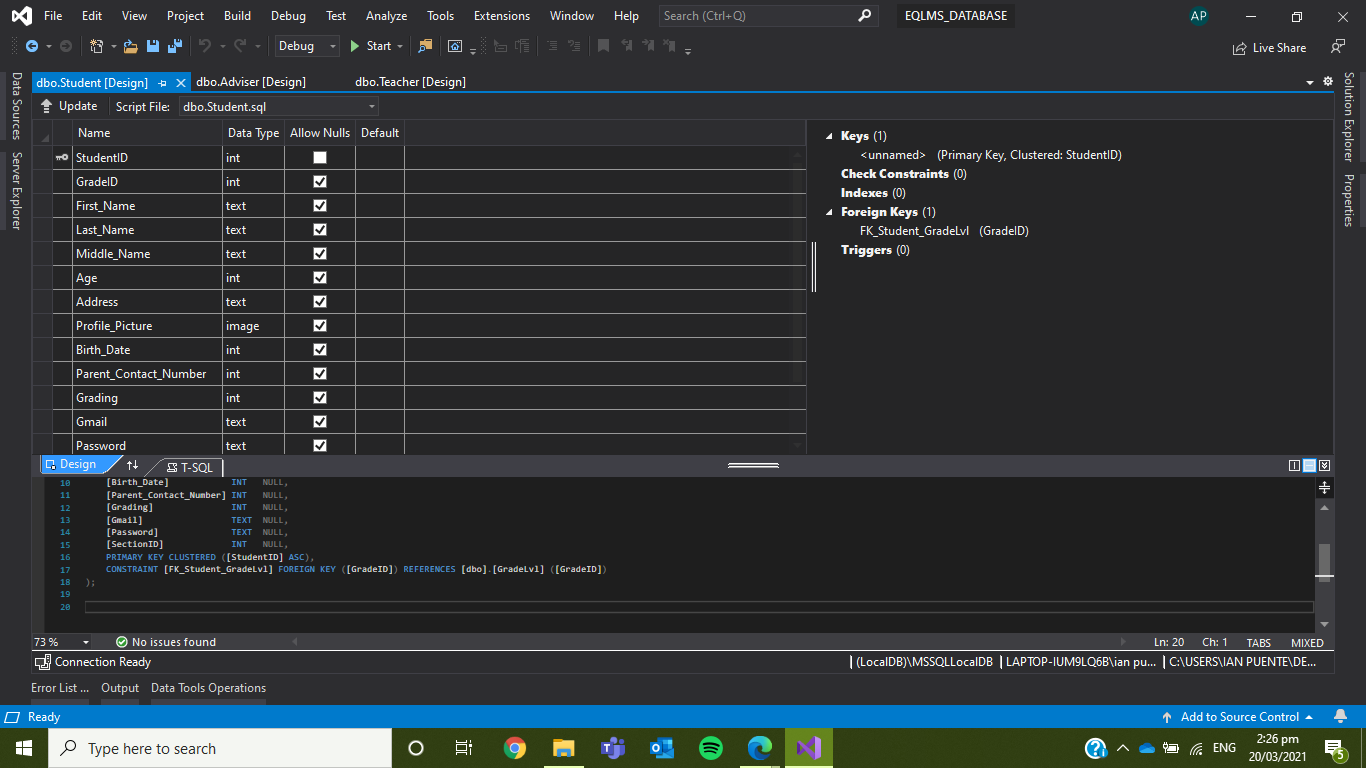 File Edit View Project Build Debug Test Analyze Tools Extensions Window Help Search (Ctrl+Q) EQLMS_DATABASE AP
Debug Start Live Share
Data Sources
Server Explorer
dbo.Student [Design] dbo.Adviser [Design] dbo.Teacher [Design]
Update Script File: dbo.Student.sql
Name Data Type Allow Nulls Default
StudentID int
GradeID int
First_Name text
Last_Name text
Middle_Name text
Age int
Address text
Profile_Picture image
Birth_Date int
Parent_Contact_Number int
Grading int
Gmail text
Password text
Keys (1)
<unnamed> (Primary Key, Clustered: StudentID)
Check Constraints (0)
Indexes (0)
Foreign Keys (1)
FK_Student_GradeLvl (GradeID)
Triggers (0)
Solution Explorer
Properties
Design T-SQL
10 [Birth_Date] INT NULL,
11 [Parent_Contact_Number] INT NULL,
12 [Grading] INT NULL,
13 [Gmail] TEXT NULL,
14 [Password] TEXT NULL,
15 [SectionID] INT NULL,
16 PRIMARY KEY CLUSTERED ([StudentID] ASC),
17 CONSTRAINT [FK_Student_GradeLvl] FOREIGN KEY ([GradeID]) REFERENCES [dbo].[GradeLvl] ([GradeID])
18 );
19
20
73 % No issues found Ln: 20 Ch: 1 TABS MIXED
Connection Ready (LocalDB)\MSSQLLocalDB LAPTOP-IUM9LQ6B\ian pu... C:\USERS\IAN PUENTE\DE...
Error List ... Output Data Tools Operations
Ready Add to Source Control
Type here to search ENG 2:26 pm
20/03/2021 5